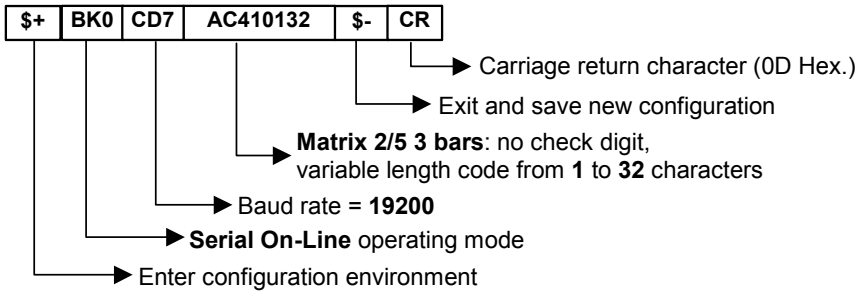 $+ BK0 CD7 AC410132 $- CR
Carriage return character (0D Hex.)
Exit and save new configuration
Matrix 2/5 3 bars: no check digit,
variable length code from 1 to 32 characters
Baud rate = 19200
Serial On-Line operating mode
Enter configuration environment